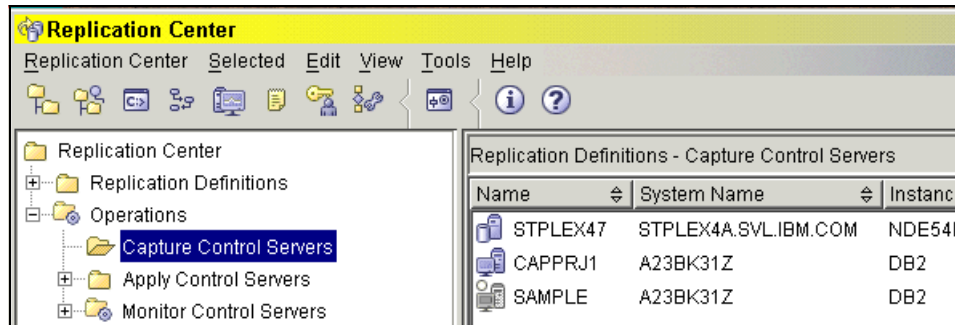 Replication Center
Replication Center Selected Edit View Tools Help
Replication Center
Replication Definitions
Operations
Capture Control Servers
Apply Control Servers
Monitor Control Servers
Replication Definitions - Capture Control Servers
Name System Name Instanc
STPLEX47 STPLEX4A.SVL.IBM.COM NDE54
CAPPRJ1 A23BK31Z DB2
SAMPLE A23BK31Z DB2